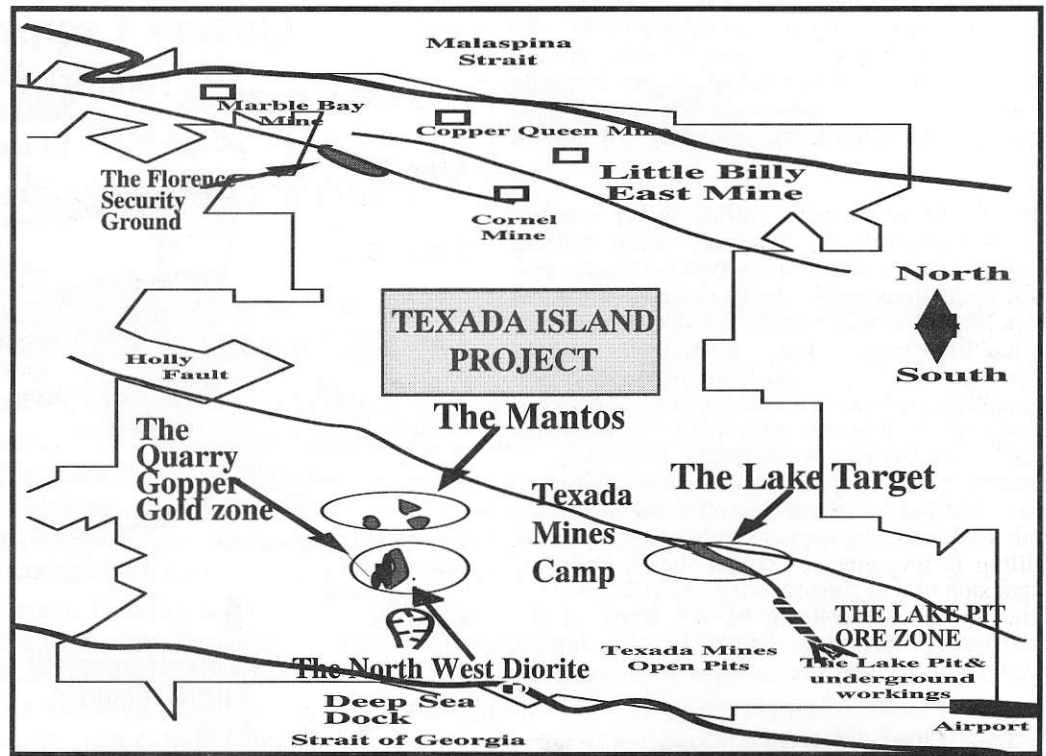 Malaspina
Strait
Marble Bay
Mine
Copper Queen Mine
Little Billy
East Mine
The Florence
Security
Ground
Cornel
Mine
North
South
TEXADA ISLAND
PROJECT
Holly
Fault
The Mantos
The
Quarry
Gopper
Gold zone
Texada
Mines
Camp
The Lake Target
THE LAKE PIT
ORE ZONE
Texada Mines
Open Pits
The Lake Pit&
underground
workings
The North West Diorite
Deep Sea
Dock
Strait of Georgia
Airport